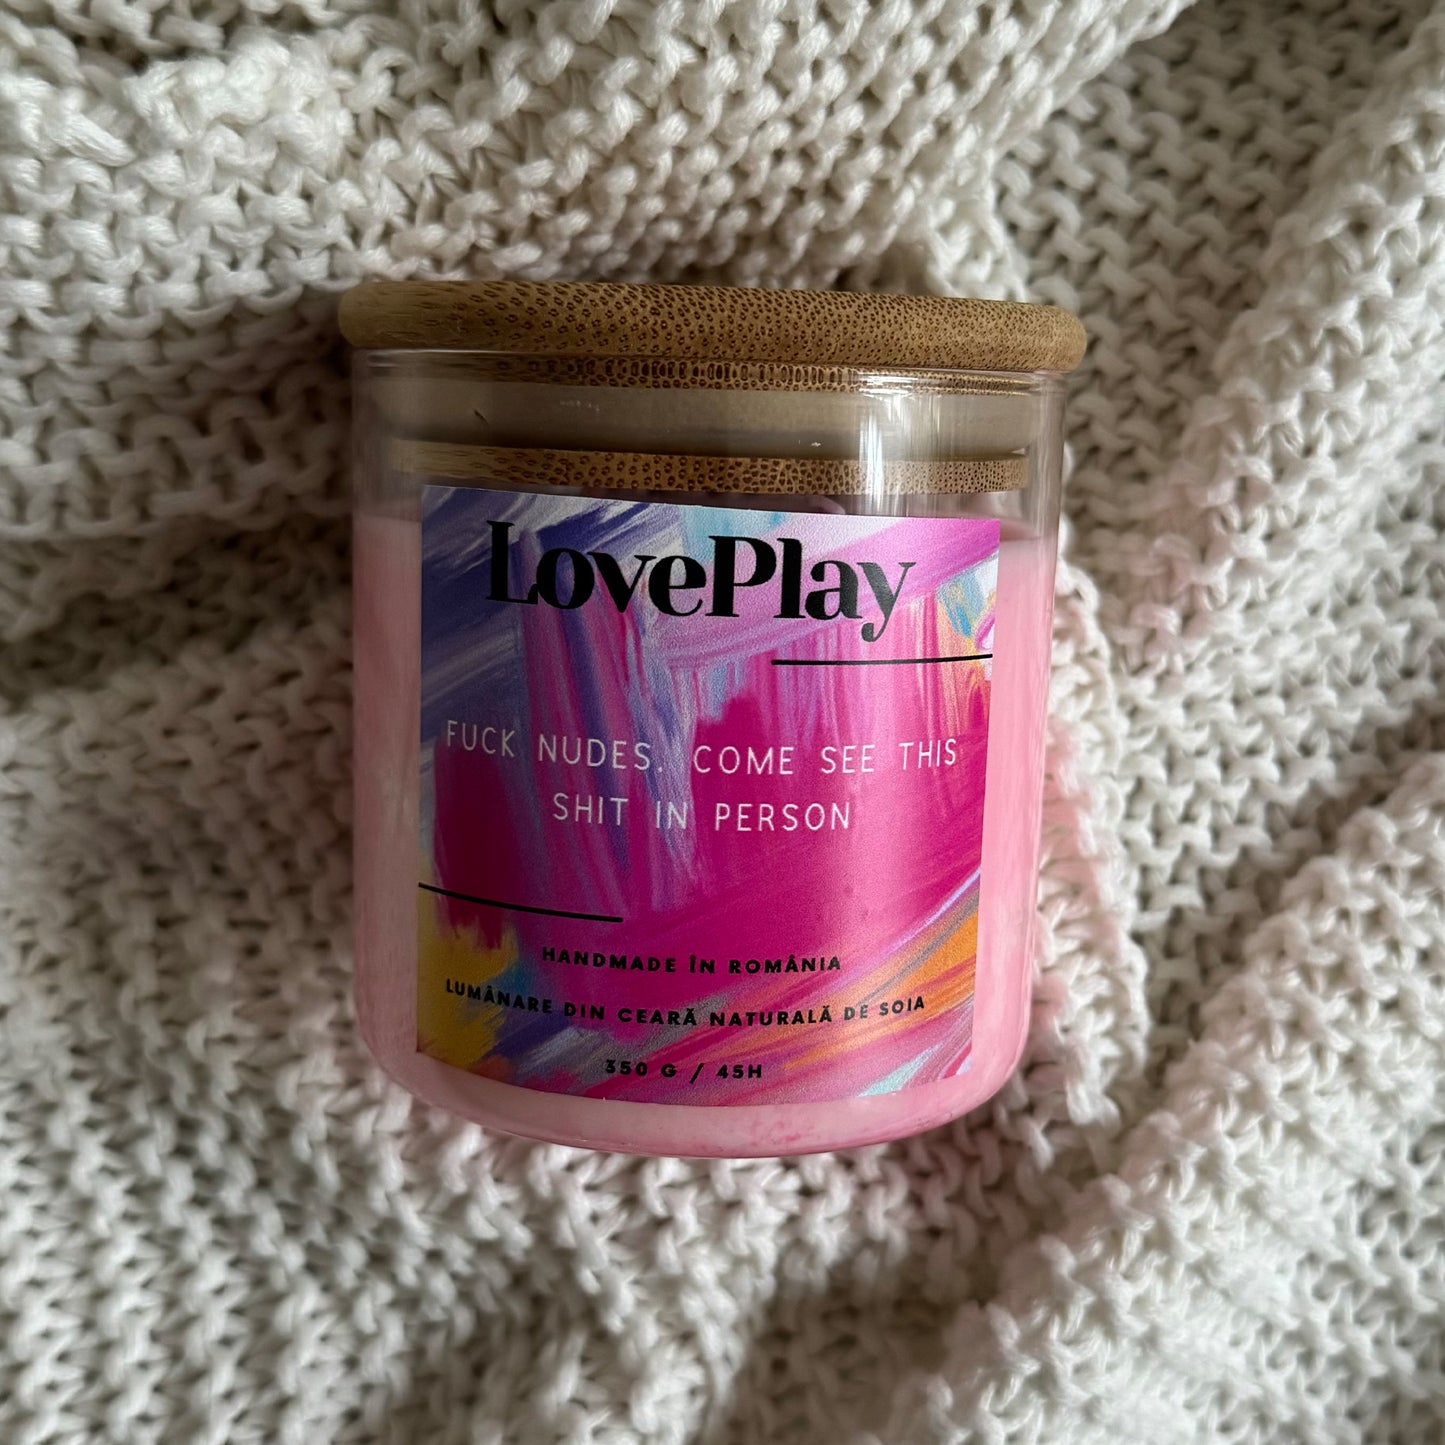 LovePlay
FUCK NUDES. COME SEE THIS
SHIT IN PERSON
HANDMADE ÎN ROMÂNIA
LUMÂNARE DIN CEARĂ NATURALĂ DE SOIA
350 G / 45H